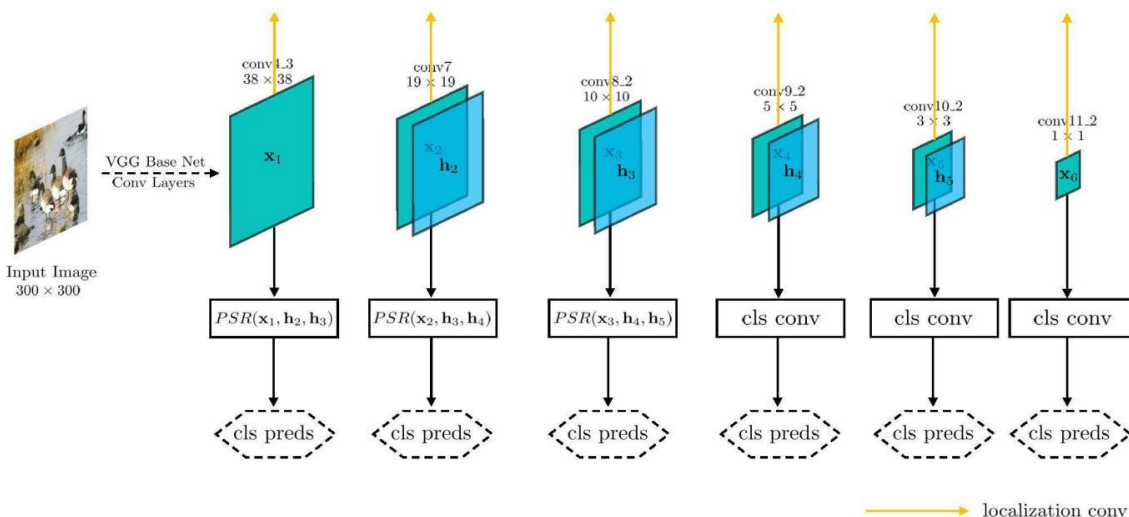 conv4_3
38 × 38
conv7
19 × 19
conv8_2
10 × 10
conv9_2
5 × 5
conv10_2
3 × 3
conv11_2
1 × 1
VGG Base Net
Conv Layers
x₁
x₂
h₂
x₃
h₃
x₄
h₄
x₅
h₅
x₆
Input Image
300 × 300
PSR(x₁, h₂, h₃)
PSR(x₂, h₃, h₄)
PSR(x₃, h₄, h₅)
cls conv
cls conv
cls conv
cls preds
cls preds
cls preds
cls preds
cls preds
cls preds
localization conv